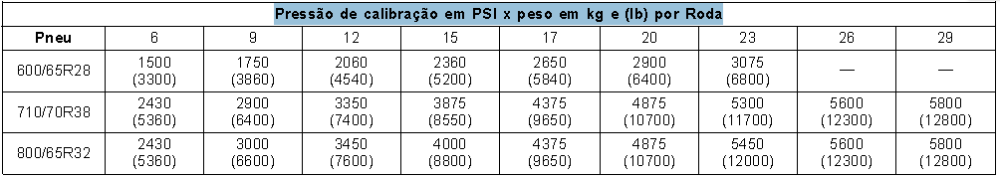 Pressão de calibração em PSI x peso em kg e (lb) por Roda
Pneu 6 9 12 15 17 20 23 26 29
600/65R28 1500 1750 2060 2360 2650 2900 3075 — —
(3300) (3860) (4540) (5200) (5840) (6400) (6800)
710/70R38 2430 2900 3350 3875 4375 4875 5300 5600 5800
(5360) (6400) (7400) (8550) (9650) (10700) (11700) (12300) (12800)
800/65R32 2430 3000 3450 4000 4375 4875 5450 5600 5800
(5360) (6600) (7600) (8800) (9650) (10700) (12000) (12300) (12800)